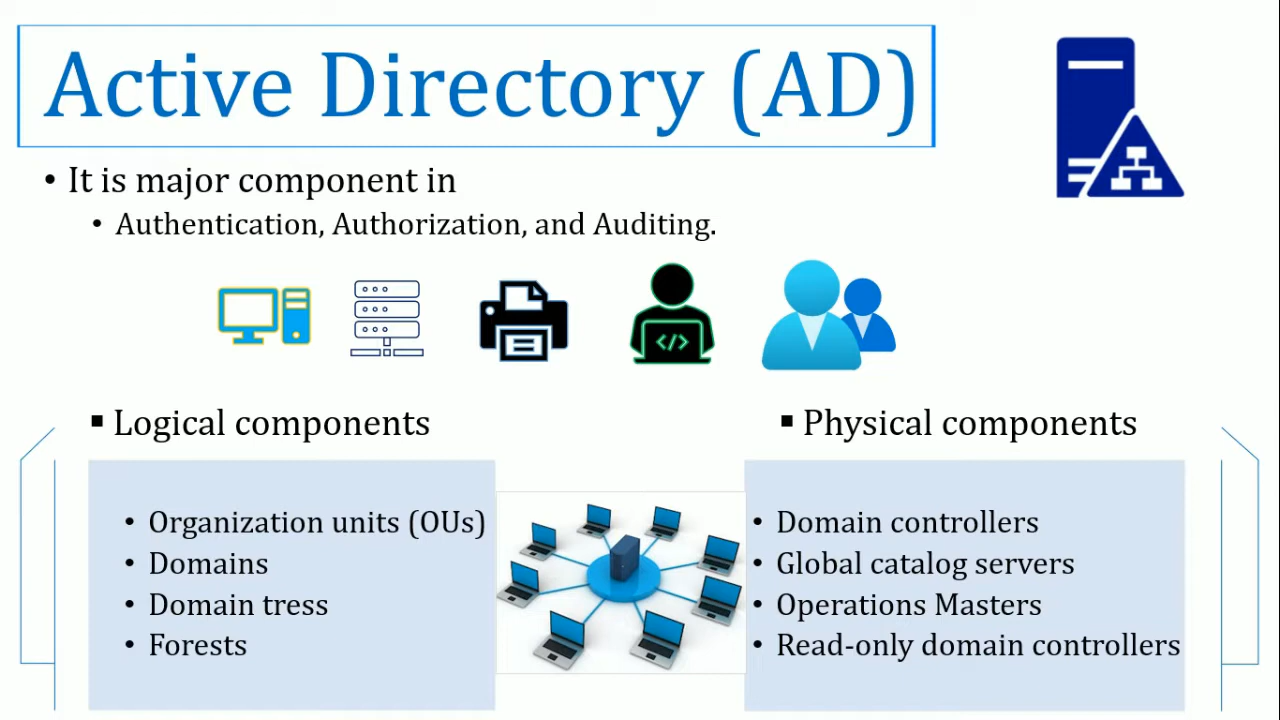 Active Directory (AD)
• It is major component in
• Authentication, Authorization, and Auditing.
</>
▪ Logical components
• Organization units (OUs)
• Domains
• Domain tress
• Forests
▪ Physical components
• Domain controllers
• Global catalog servers
• Operations Masters
• Read-only domain controllers